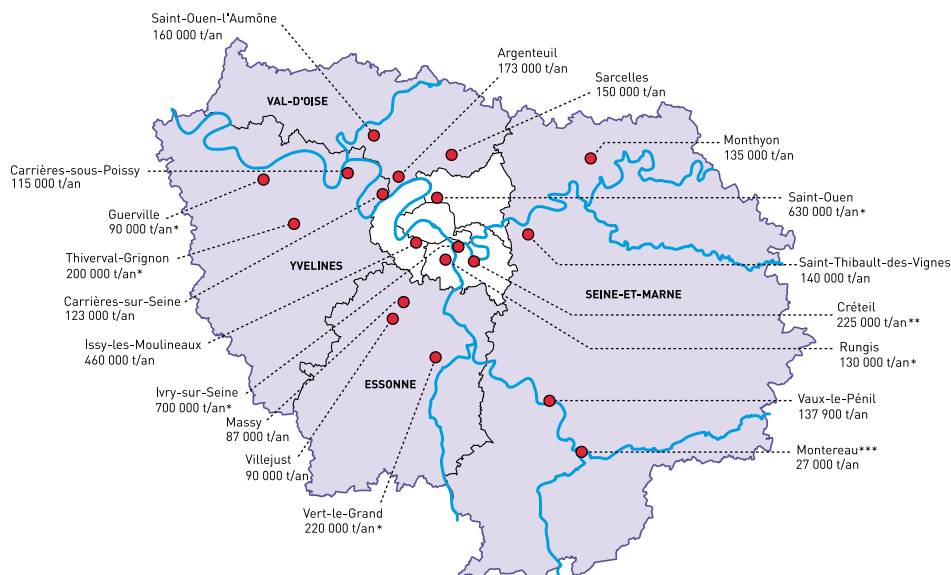 Saint-Ouen-l'Aumône
160 000 t/an
Argenteuil
173 000 t/an
Sarcelles
150 000 t/an
VAL-D'OISE
Monthyon
135 000 t/an
Carrières-sous-Poissy
115 000 t/an
Saint-Ouen
630 000 t/an*
Guerville
90 000 t/an*
Thiverval-Grignon
200 000 t/an*
YVELINES
Saint-Thibault-des-Vignes
140 000 t/an
SEINE-ET-MARNE
Carrières-sur-Seine
123 000 t/an
Créteil
225 000 t/an**
Issy-les-Moulineaux
460 000 t/an
Rungis
130 000 t/an*
ESSONNE
Ivry-sur-Seine
700 000 t/an*
Vaux-le-Pénil
137 900 t/an
Massy
87 000 t/an
Montereau***
27 000 t/an
Villejust
90 000 t/an
Vert-le-Grand
220 000 t/an*